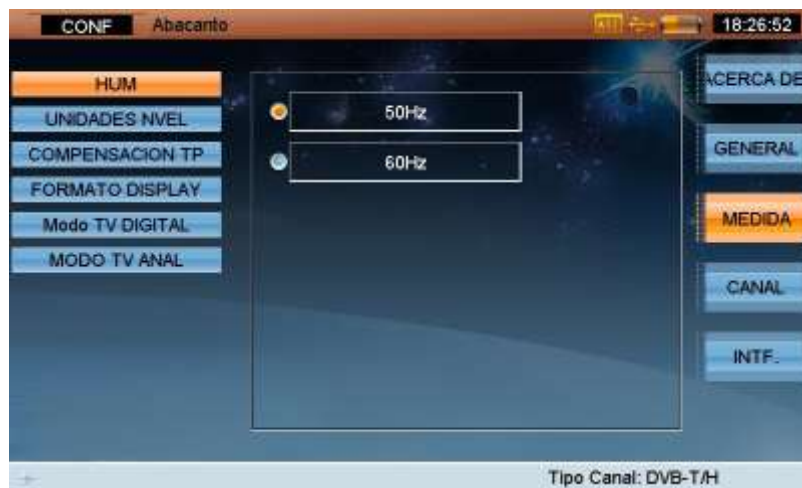 CONF Abacanto 18:26:52
HUM
UNIDADES NVEL
COMPENSACION TP
FORMATO DISPLAY
Modo TV DIGITAL
MODO TV ANAL
50Hz
60Hz
ACERCA DE
GENERAL
MEDIDA
CANAL
INTF.
Tipo Canal: DVB-T/H